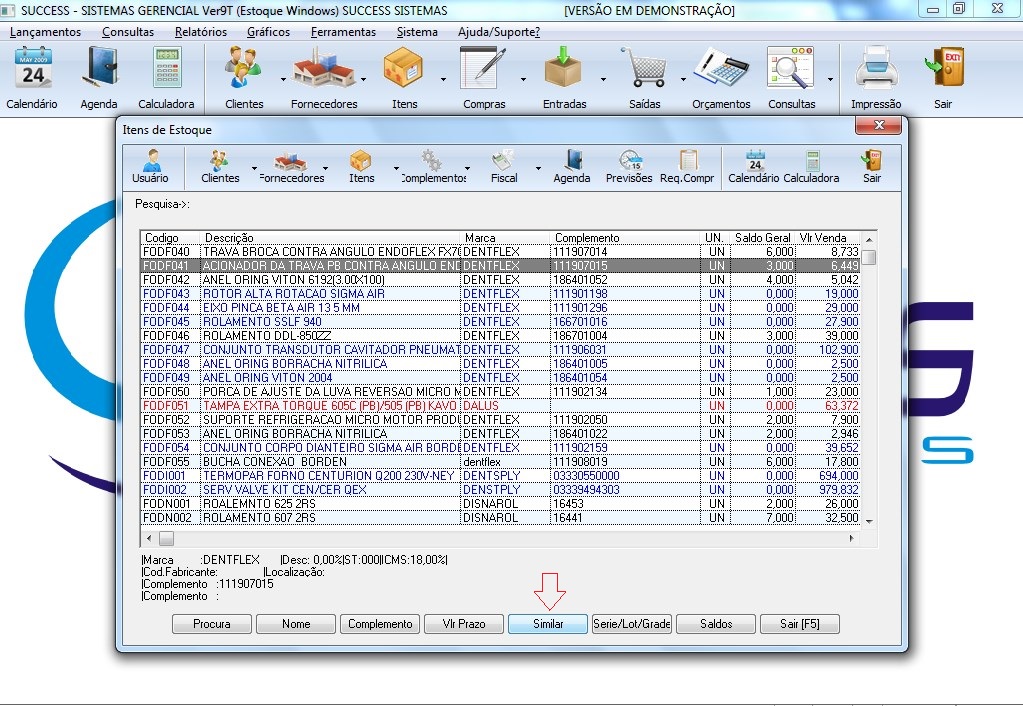 SUCCESS - SISTEMAS GERENCIAL Ver9T (Estoque Windows) SUCCESS SISTEMAS [VERSÃO EM DEMONSTRAÇÃO]
Lançamentos Consultas Relatórios Gráficos Ferramentas Sistema Ajuda/Suporte?
MAY 2009
24
EXIT
Calendário Agenda Calculadora Clientes Fornecedores Itens Compras Entradas Saídas Orçamentos Consultas Impressão Sair
Itens de Estoque
Usuário Clientes Fornecedores Itens Complementos Fiscal Agenda Previsões Req.Compr Calendário Calculadora Sair
Pesquisa->:
Codigo Descrição Marca Complemento UN. Saldo Geral Vlr Venda
FODF040 TRAVA BROCA CONTRA ANGULO ENDOFLEX FX70 DENTFLEX 111907014 UN 6,000 8,733
FODF041 ACIONADOR DA TRAVA PB CONTRA ANGULO END DENTFLEX 111907015 UN 3,000 6,449
FODF042 ANEL ORING VITON 6192(3.00X100) DENTFLEX 186401052 UN 4,000 5,042
FODF043 ROTOR ALTA ROTACAO SIGMA AIR DENTFLEX 111901198 UN 0,000 19,000
FODF044 EIXO PINCA BETA AIR 13 5 MM DENTFLEX 111901296 UN 0,000 29,000
FODF045 ROLAMENTO SSLF 940 DENTFLEX 166701016 UN 0,000 27,900
FODF046 ROLAMENTO DDL-850ZZ DENTFLEX 186701004 UN 3,000 39,000
FODF047 CONJUNTO TRANSDUTOR CAVITADOR PNEUMAT DENTFLEX 111906031 UN 0,000 102,900
FODF048 ANEL ORING BORRACHA NITRILICA DENTFLEX 186401005 UN 0,000 2,500
FODF049 ANEL ORING VITON 2004 DENTFLEX 186401054 UN 0,000 2,500
FODF050 PORCA DE AJUSTE DA LUVA REVERSAO MICRO M DENTFLEX 111902134 UN 1,000 23,000
FODF051 TAMPA EXTRA TORQUE 605C (PB)/505 (PB) KAVO DALUS UN 0,000 63,372
FODF052 SUPORTE REFRIGERACAO MICRO MOTOR PRODU DENTFLEX 111902050 UN 2,000 7,900
FODF053 ANEL ORING BORRACHA NITRILICA DENTFLEX 186401022 UN 2,000 2,946
FODF054 CONJUNTO CORPO DIANTEIRO SIGMA AIR BORDE DENTFLEX 111902159 UN 0,000 39,652
FODF055 BUCHA CONEXAO BORDEN dentflex 111908019 UN 6,000 17,800
FODI001 TERMOPAR FORNO CENTURION Q200 230V-NEY DENTSPLY 03330550000 UN 0,000 694,000
FODI002 SERV VALVE KIT CEN/CER QEX DENSTPLY 03339494303 UN 0,000 979,832
FODN001 ROALEMNTO 625 2RS DISNAROL 16453 UN 2,000 26,000
FODN002 ROLAMENTO 607 2RS DISNAROL 16441 UN 7,000 32,500
|Marca :DENTFLEX |Desc: 0,00%|ST:000|ICMS:18,00%|
|Cod.Fabricante: |Localização:
|Complemento :111907015
|Complemento :
Procura Nome Complemento Vlr Prazo Similar Serie/Lot/Grade Saldos Sair [F5]